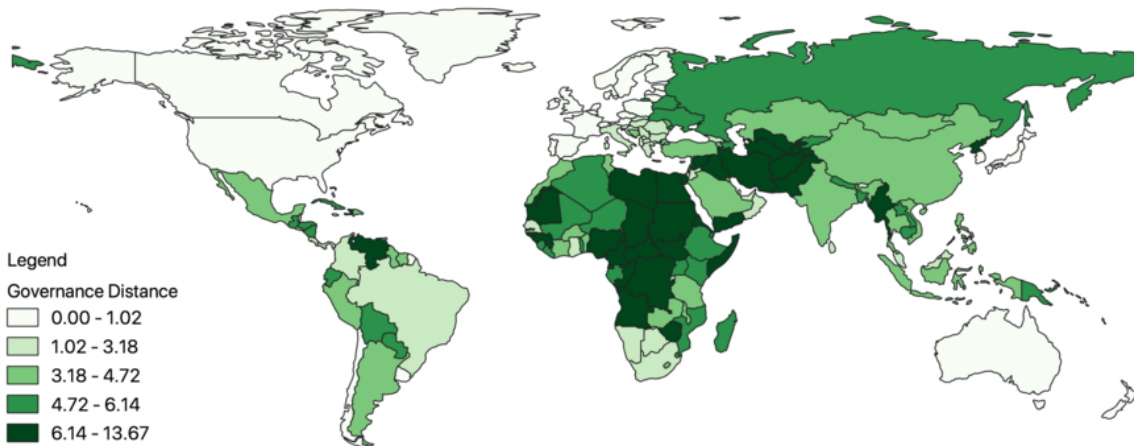 Legend
Governance Distance
0.00 - 1.02
1.02 - 3.18
3.18 - 4.72
4.72 - 6.14
6.14 - 13.67